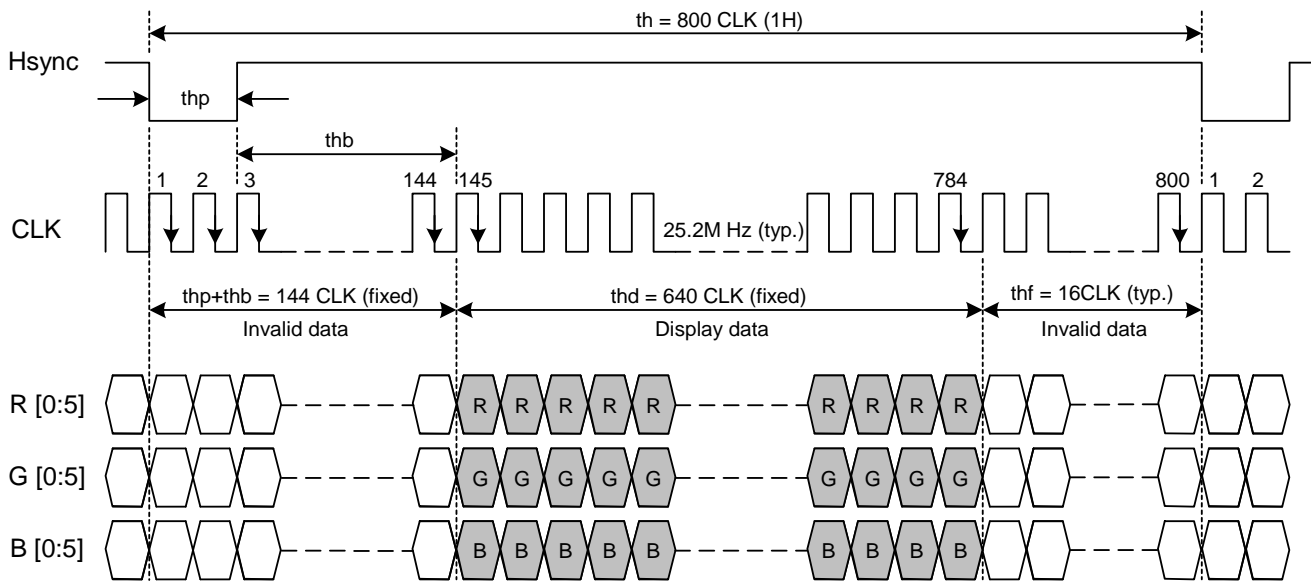 th = 800 CLK (1H)
Hsync
thp
thb
1 2 3 144 145 784 800 1 2
CLK
25.2M Hz (typ.)
thp+thb = 144 CLK (fixed) thd = 640 CLK (fixed) thf = 16CLK (typ.)
Invalid data Display data Invalid data
R [0:5] R R R R R R R R R
G [0:5] G G G G G G G G G
B [0:5] B B B B B B B B B